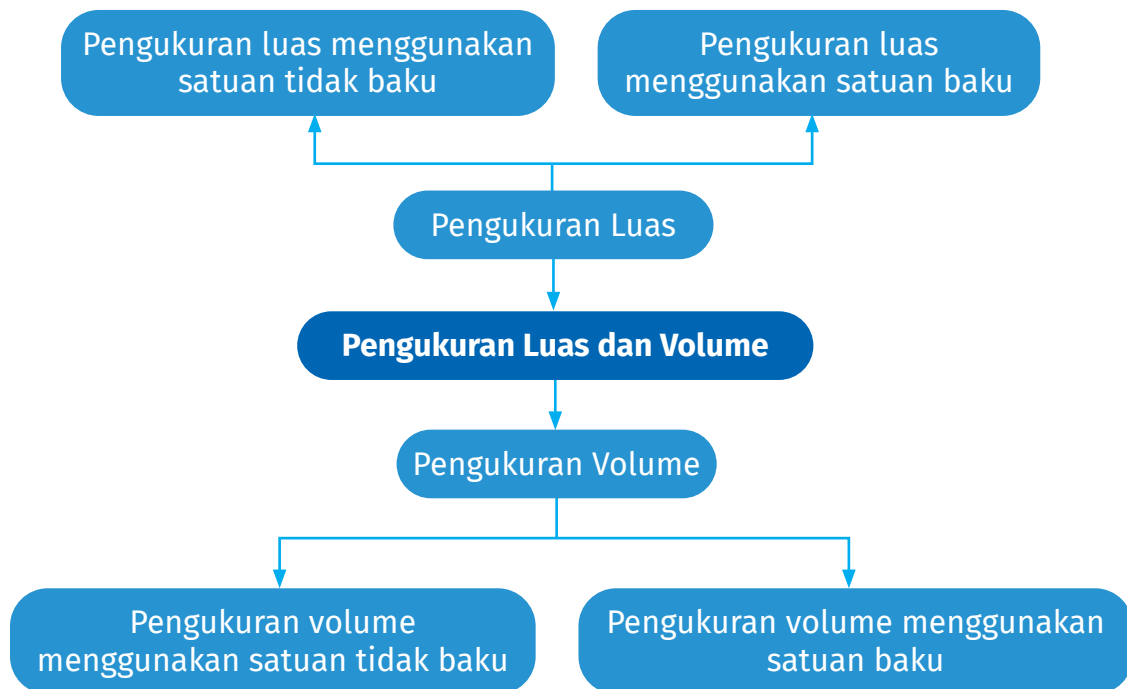 Pengukuran luas menggunakan
satuan tidak baku
Pengukuran luas
menggunakan satuan baku
Pengukuran Luas
Pengukuran Luas dan Volume
Pengukuran Volume
Pengukuran volume
menggunakan satuan tidak baku
Pengukuran volume menggunakan
satuan baku